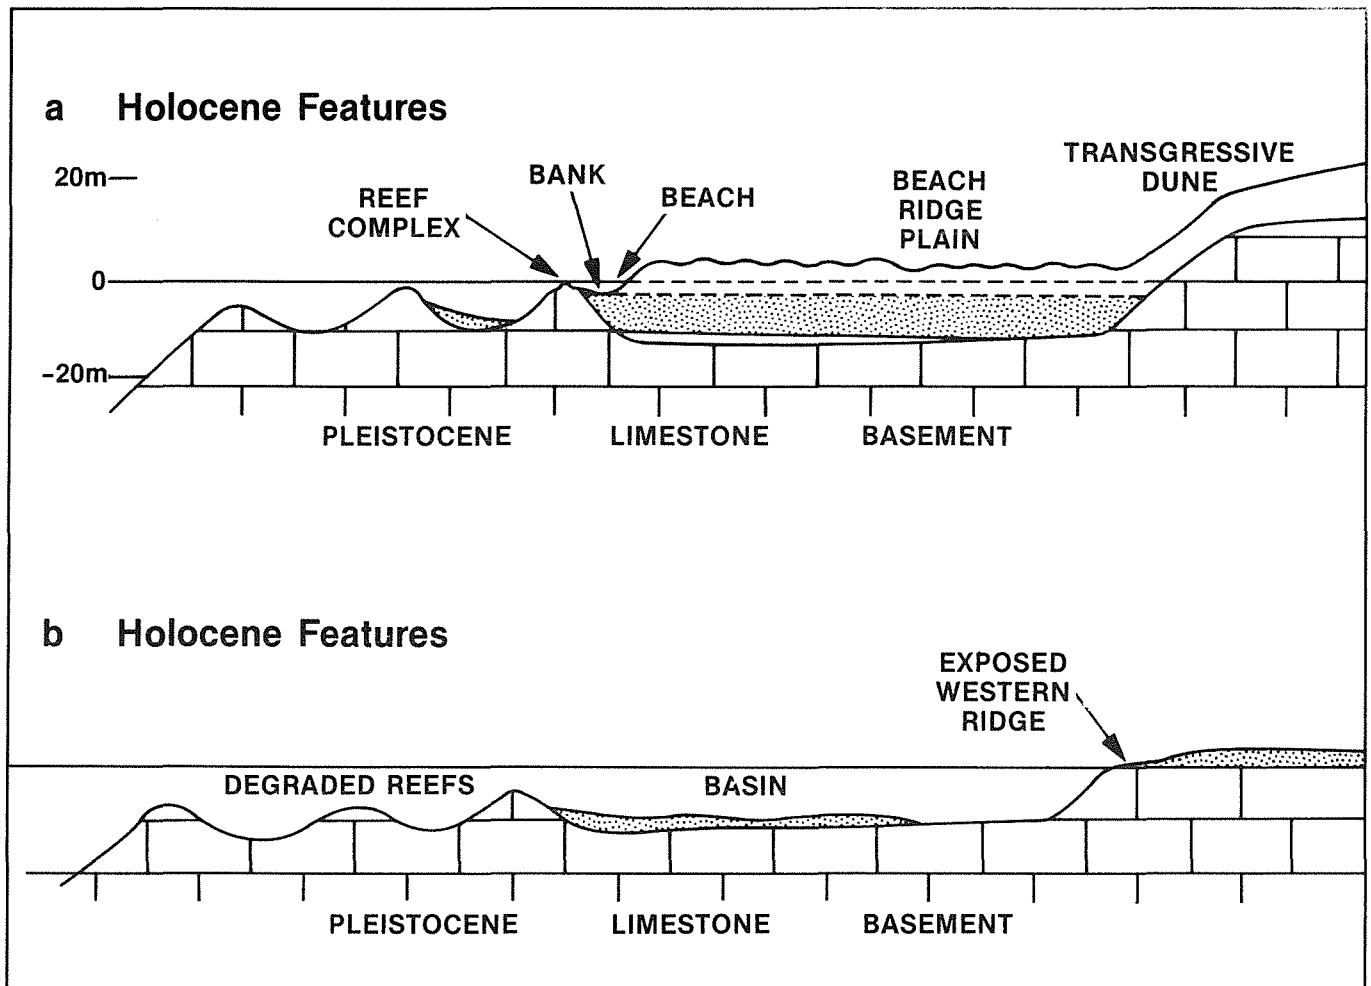 a Holocene Features
20m
0
-20m
REEF
COMPLEX
BANK
BEACH
BEACH
RIDGE
PLAIN
TRANSGRESSIVE
DUNE
PLEISTOCENE LIMESTONE BASEMENT
b Holocene Features
EXPOSED
WESTERN
RIDGE
DEGRADED REEFS
BASIN
PLEISTOCENE LIMESTONE BASEMENT